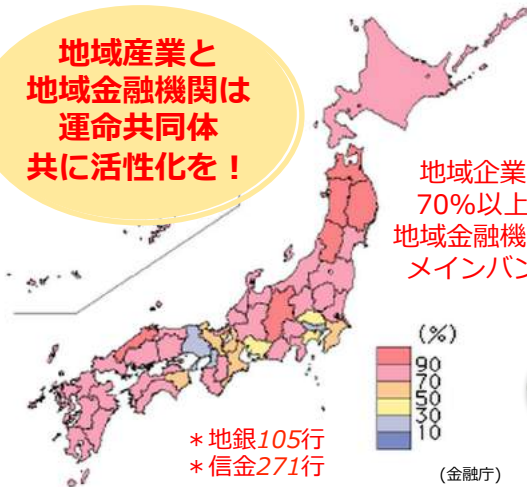 地域産業と
地域金融機関は
運命共同体
共に活性化を！
地域企業
70％以上
地域金融機
メインバン
(%)
90
70
50
30
10
＊地銀105行
＊信金271行
(金融庁)